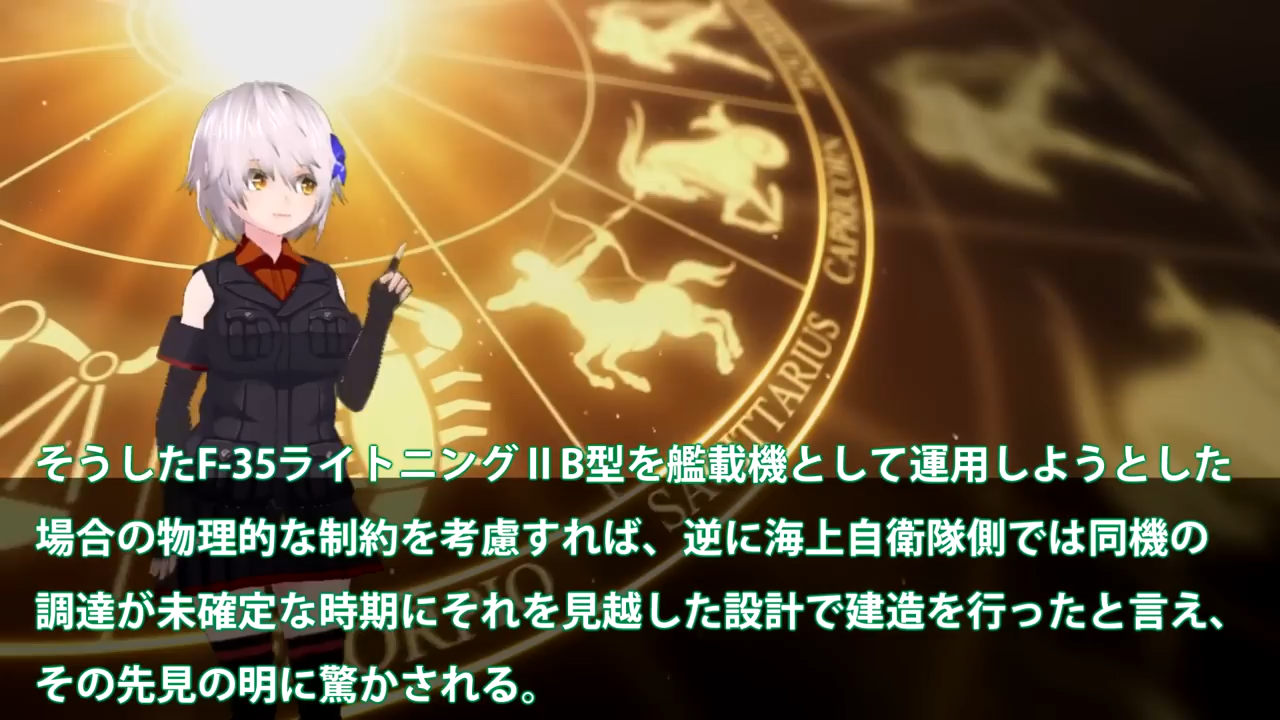 CAPRICORN
SAGITTARIUS
そうしたF-35ライトニングⅡB型を艦載機として運用しようとした
場合の物理的な制約を考慮すれば、逆に海上自衛隊側では同機の
調達が未確定な時期にそれを見越した設計で建造を行ったと言え、
その先見の明に驚かされる。